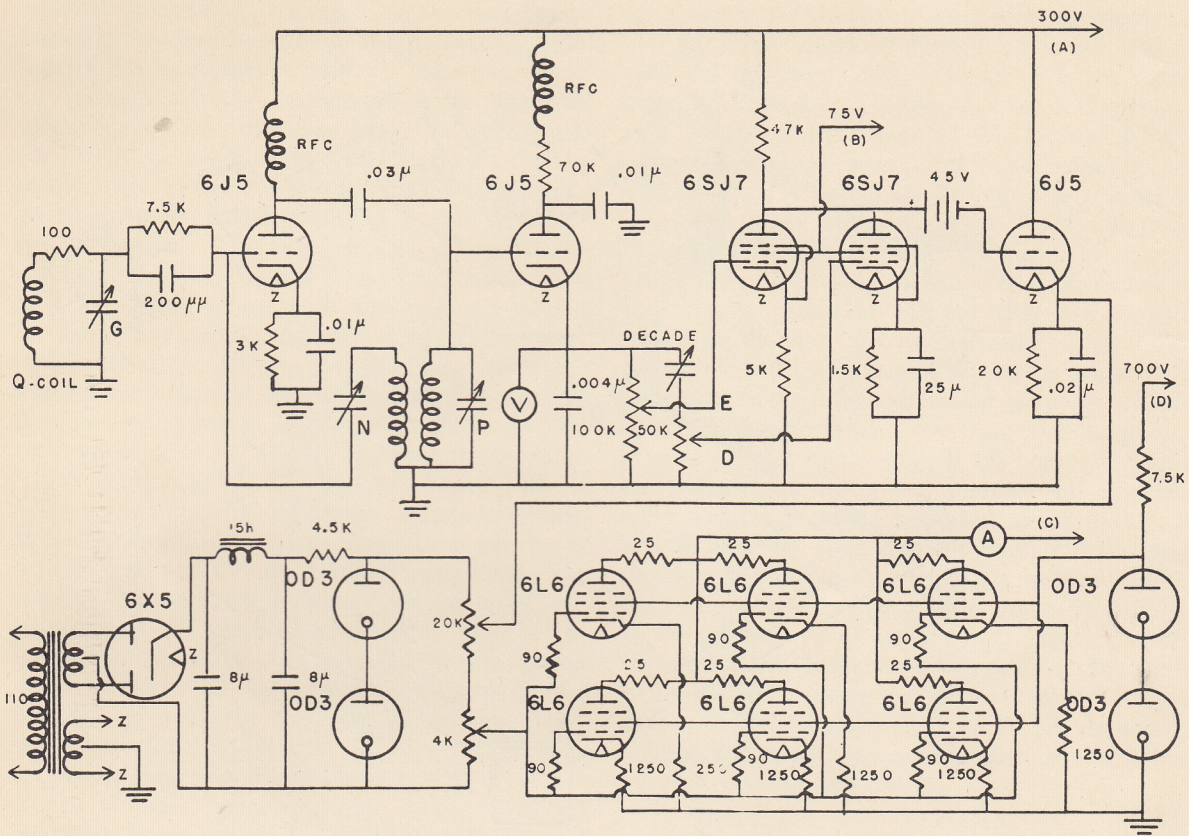 300V
(A)
RFC
RFC
75V
(B)
47K
6J5
.03μ
6J5
70K
.01μ
6SJ7
6SJ7
45V
6J5
+
-
7.5K
100
200μμ
G
Q-COIL
Z
Z
Z
Z
Z
3K
.01μ
N
P
V
.004μ
DECADE
100K
50K
E
D
5K
1.5K
25μ
20K
.02μ
700V
(D)
7.5K
15h
4.5K
OD3
6X5
Z
8μ
8μ
OD3
110
Z
Z
20K
4K
A
(C)
25
25
25
6L6
6L6
6L6
OD3
90
90
90
25
25
6L6
6L6
6L6
OD3
90
1250
90
1250
1250
90
1250
1250